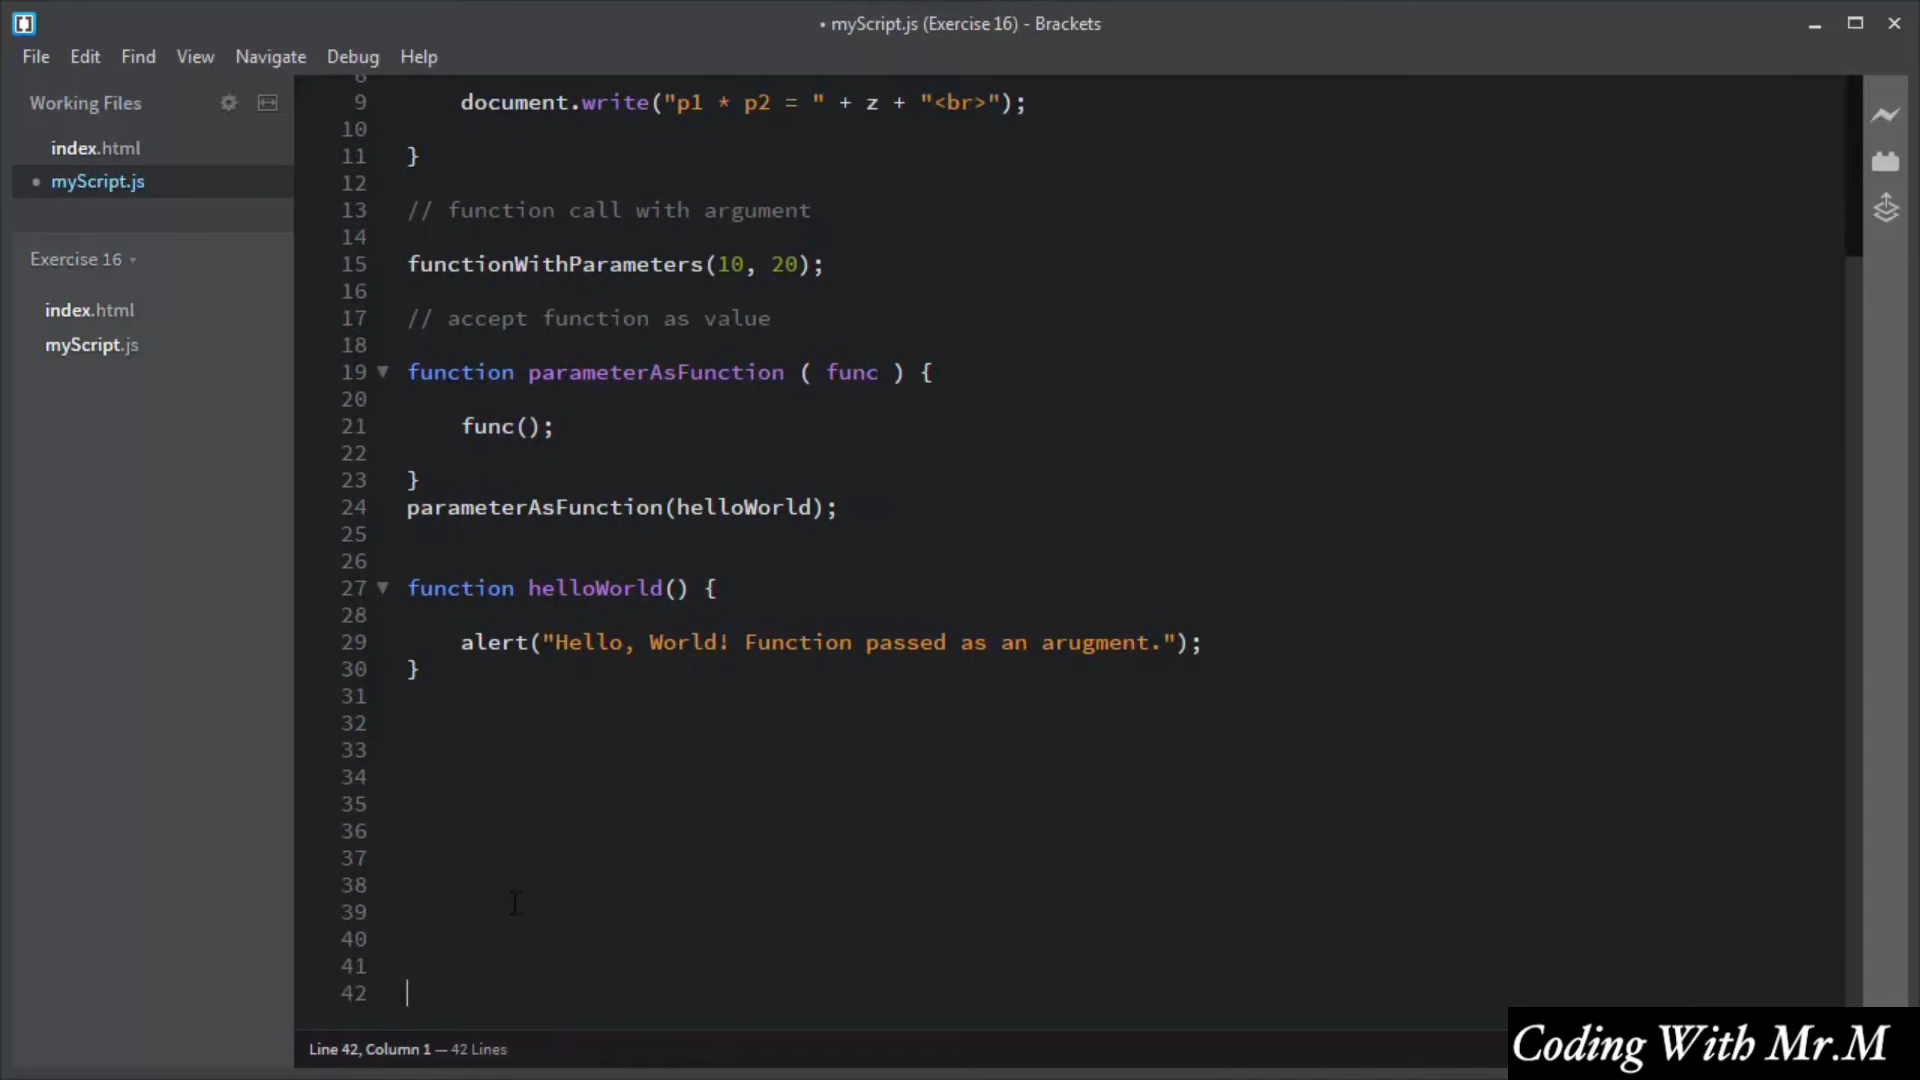 • myScript.js (Exercise 16) - Brackets
File Edit Find View Navigate Debug Help
Working Files
index.html
• myScript.js
Exercise 16
index.html
myScript.js
8
9 document.write("p1 * p2 = " + z + "<br>");
10
11 }
12
13 // function call with argument
14
15 functionWithParameters(10, 20);
16
17 // accept function as value
18
19 function parameterAsFunction ( func ) {
20
21 func();
22
23 }
24 parameterAsFunction(helloWorld);
25
26
27 function helloWorld() {
28
29 alert("Hello, World! Function passed as an arugment.");
30 }
31
32
33
34
35
36
37
38
39
40
41
42
Line 42, Column 1 — 42 Lines
Coding With Mr.M